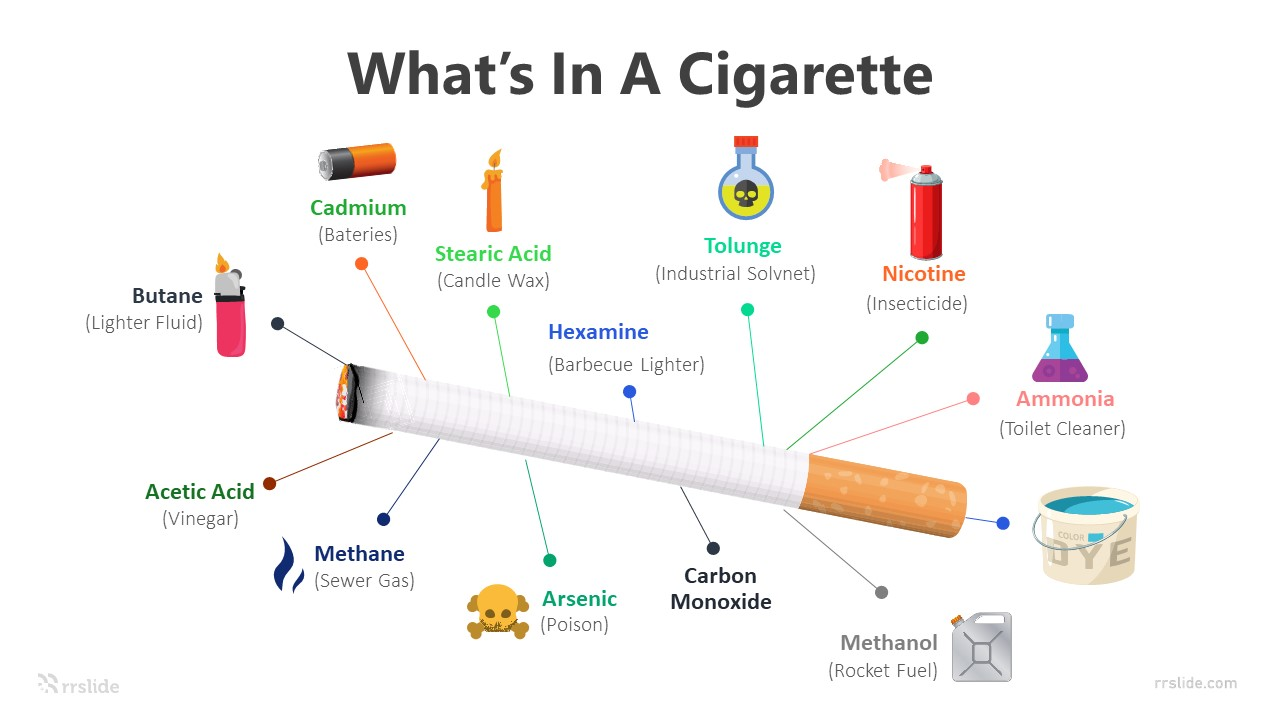 What's In A Cigarette
Cadmium
(Bateries)
Stearic Acid
(Candle Wax)
Tolunge
(Industrial Solvnet)
Nicotine
(Insecticide)
Butane
(Lighter Fluid)
Hexamine
(Barbecue Lighter)
Ammonia
(Toilet Cleaner)
Acetic Acid
(Vinegar)
Methane
(Sewer Gas)
Arsenic
(Poison)
Carbon
Monoxide
COLOR
DYE
Methanol
(Rocket Fuel)
rrslide
rrslide.com